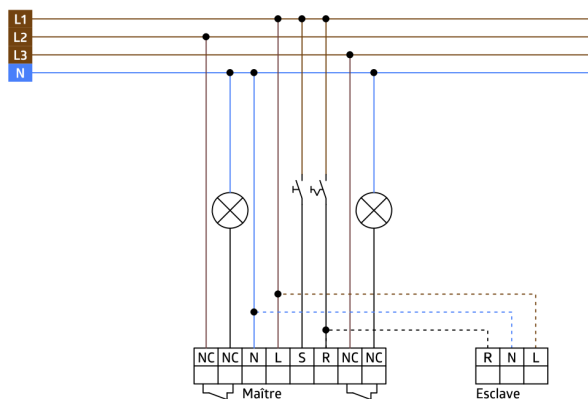 L1
L2
L3
N
NC NC N L S R NC NC
R N L
Maître
Esclave